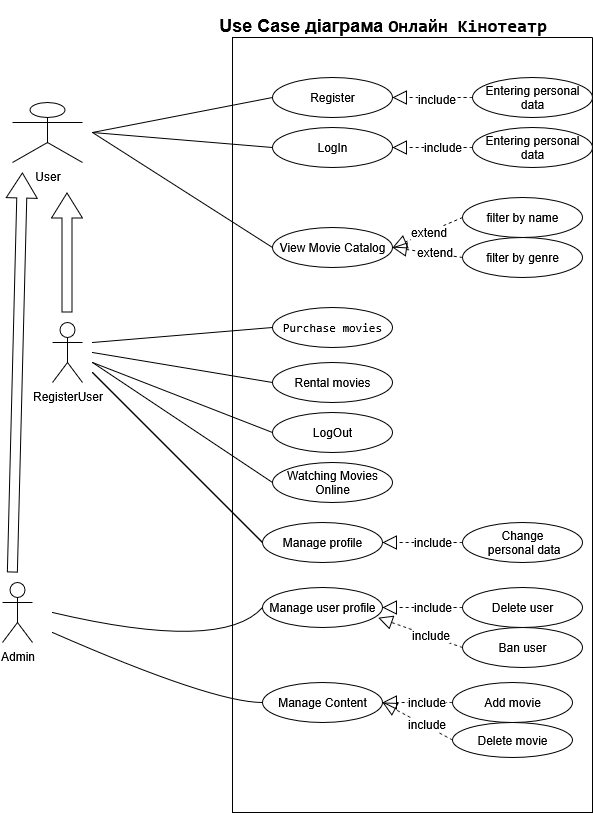 Use Case діаграма Онлайн Кінотеатр
Register
include
Entering personal
data
LogIn
include
Entering personal
data
User
View Movie Catalog
extend
filter by name
extend
filter by genre
RegisterUser
Purchase movies
Rental movies
LogOut
Watching Movies
Online
Manage profile
include
Change
personal data
Admin
Manage user profile
include
Delete user
include
Ban user
Manage Content
include
Add movie
include
Delete movie